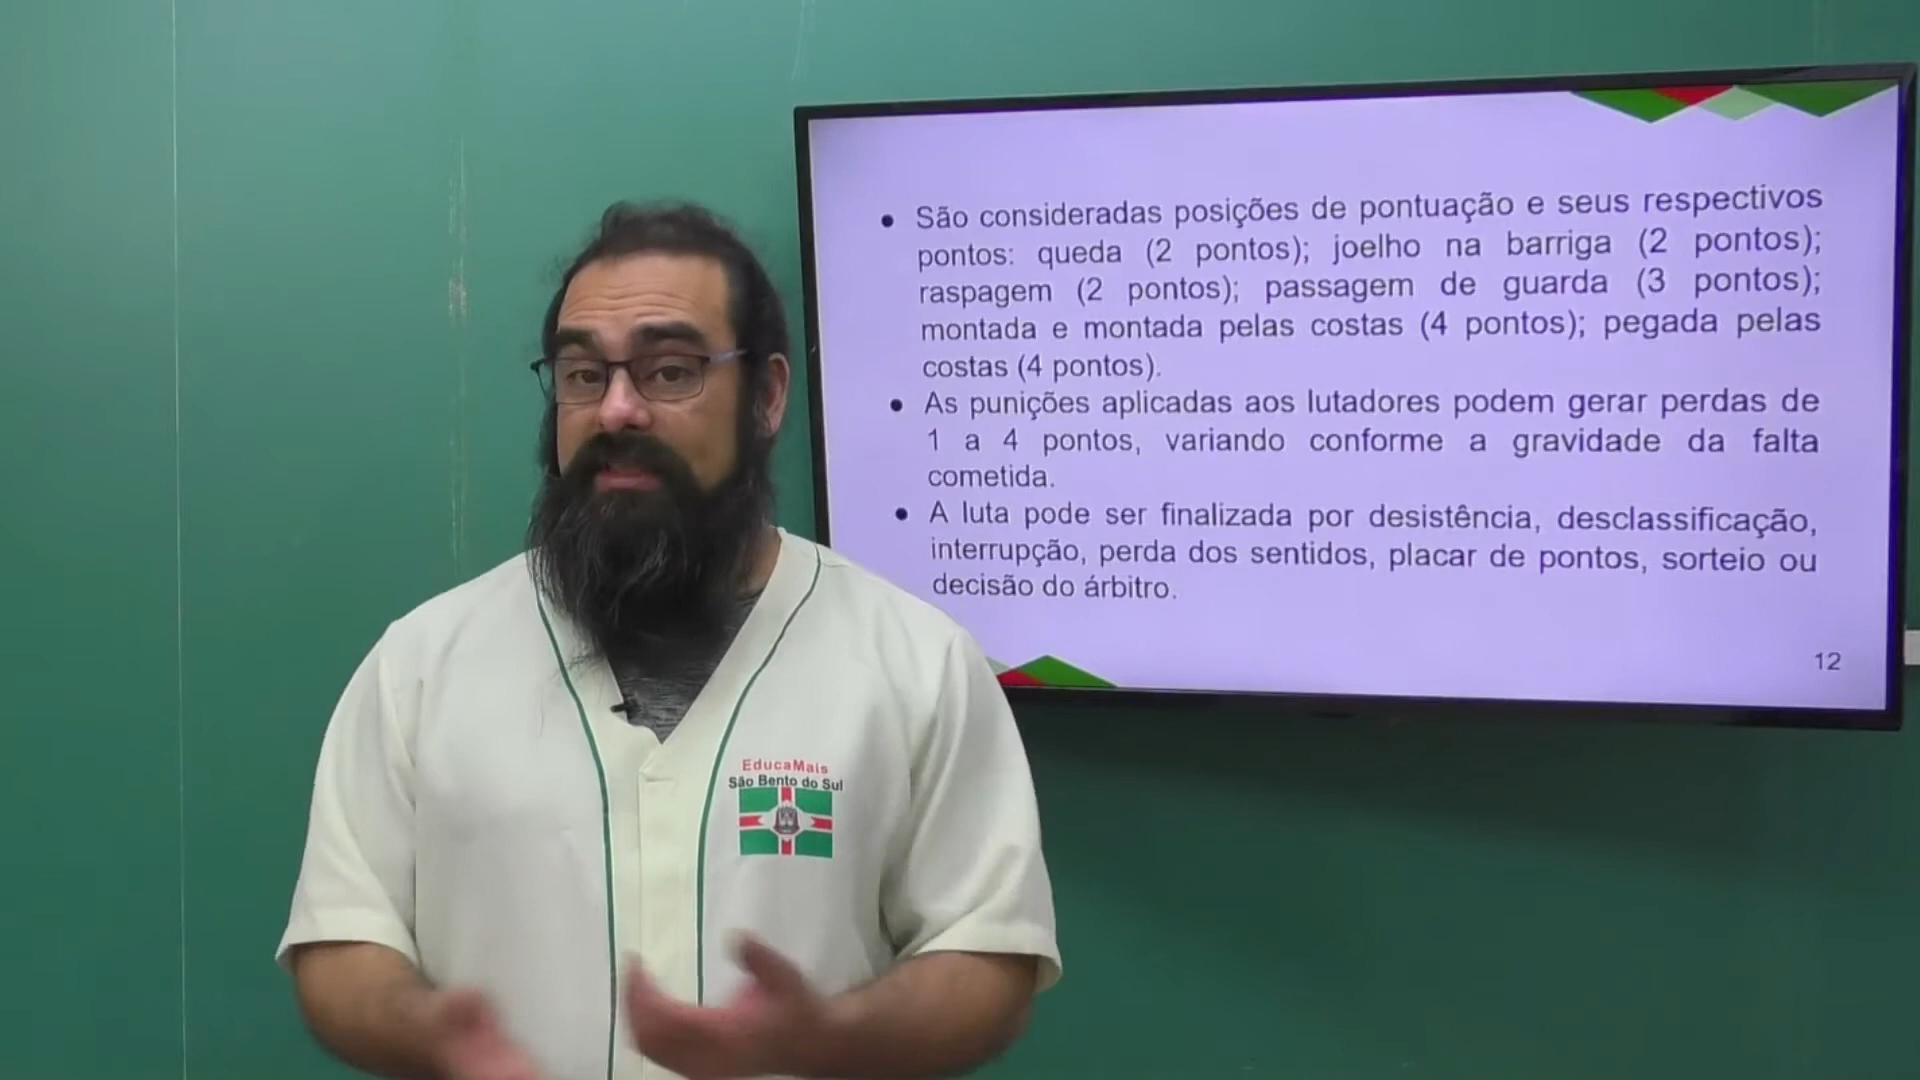 São consideradas posições de pontuação e seus respectivos
pontos: queda (2 pontos); joelho na barriga (2 pontos);
raspagem (2 pontos); passagem de guarda (3 pontos);
montada e montada pelas costas (4 pontos); pegada pelas
costas (4 pontos).
As punições aplicadas aos lutadores podem gerar perdas de
1 a 4 pontos, variando conforme a gravidade da falta
cometida.
A luta pode ser finalizada por desistência, desclassificação,
interrupção, perda dos sentidos, placar de pontos, sorteio ou
decisão do árbitro.
12
EducaMais
São Bento do Sul